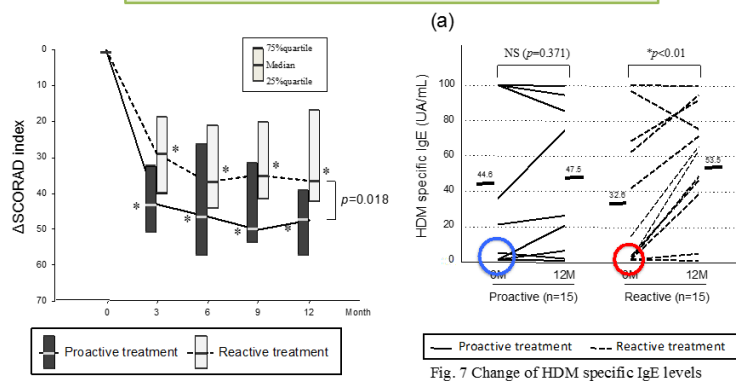 0
10
20
30
40
50
60
70
ΔSCORAD index
75%quartile
Median
25%quartile
*
*
*
*
*
*
*
*
p=0.018
0
3
6
9
12
Month
Proactive treatment
Reactive treatment
(a)
NS (p=0.371)
*p<0.01
HDM specific IgE (UA/mL)
100
80
60
40
20
0
44.6
47.5
32.6
53.5
0M
12M
0M
12M
Proactive (n=15)
Reactive (n=15)
Proactive treatment
Reactive treatment
Fig. 7 Change of HDM specific IgE levels